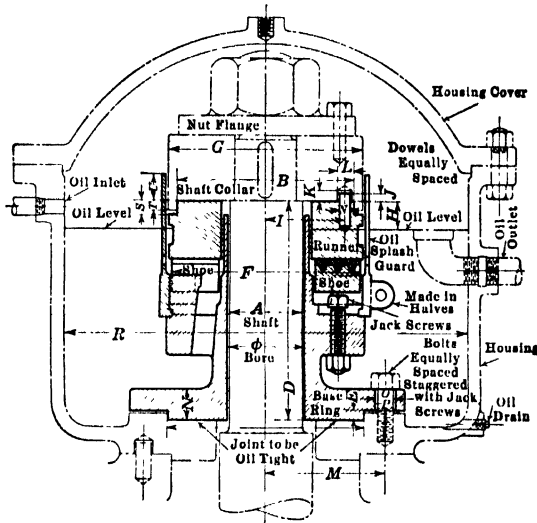 Housing Cover
Nut Flange
G
Dowels
Equally
Spaced
L
B
K
J
Shaft Collar
Oil Inlet
S
T
C
H
Oil Level
Oil Level
I
Oil
Outlet
Runner
Oil
Splash
Guard
Shoe
F
Shoe
Made in
Halves
A
Shaft
Jack Screws
R
Φ
Bore
Bolts
Equally
Spaced
Staggered
with Jack
Screws
Housing
D
N
Base
Ring
E
Oil
Drain
Joint to be
Oil Tight
M